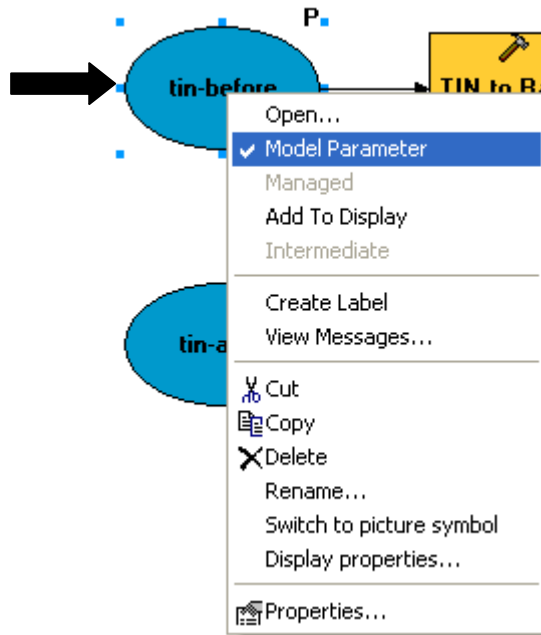 P
tin-before
TIN to Ra
Open...
Model Parameter
Managed
Add To Display
Intermediate
Create Label
View Messages...
tin-a
Cut
Copy
Delete
Rename...
Switch to picture symbol
Display properties...
Properties...